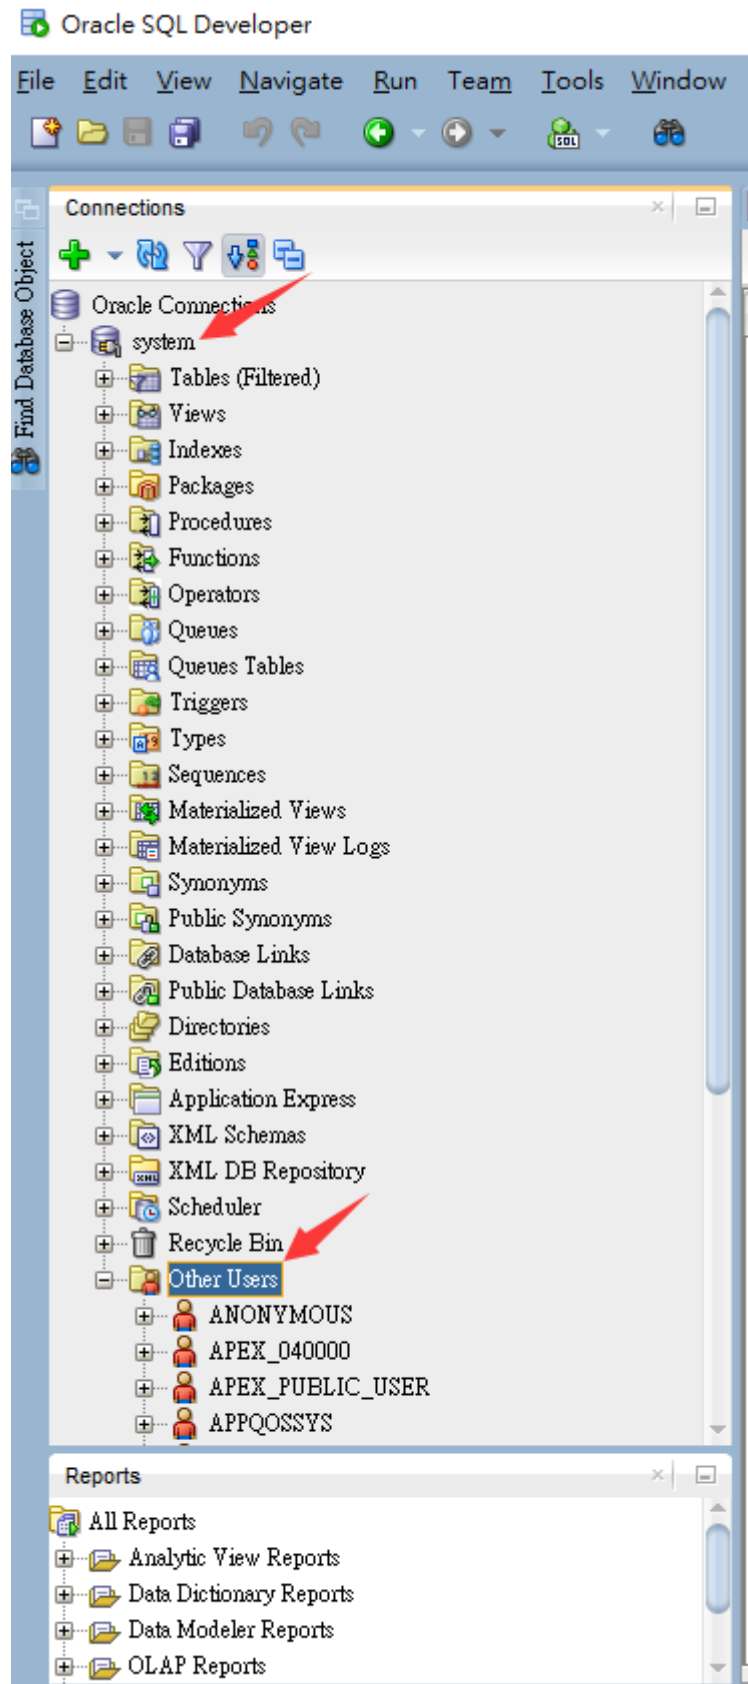 Oracle SQL Developer
File Edit View Navigate Run Team Tools Window
SQL
Find Database Object
Connections
Oracle Connections
system
Tables (Filtered)
Views
Indexes
Packages
Procedures
Functions
Operators
Queues
Queues Tables
Triggers
Types
Sequences
Materialized Views
Materialized View Logs
Synonyms
Public Synonyms
Database Links
Public Database Links
Directories
Editions
Application Express
XML Schemas
XML DB Repository
Scheduler
Recycle Bin
Other Users
ANONYMOUS
APEX_040000
APEX_PUBLIC_USER
APPQOSSYS
Reports
All Reports
Analytic View Reports
Data Dictionary Reports
Data Modeler Reports
OLAP Reports